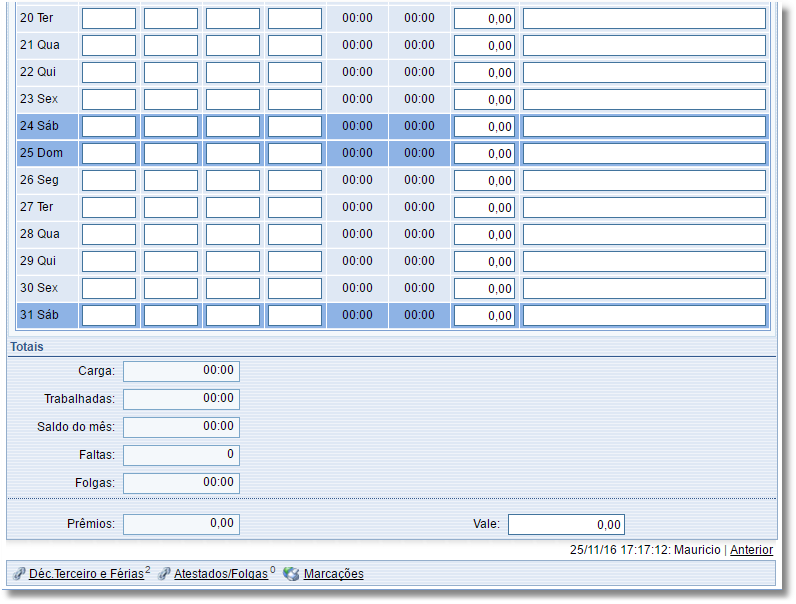 20 Ter 00:00 00:00 0,00
21 Qua 00:00 00:00 0,00
22 Qui 00:00 00:00 0,00
23 Sex 00:00 00:00 0,00
24 Sáb 00:00 00:00 0,00
25 Dom 00:00 00:00 0,00
26 Seg 00:00 00:00 0,00
27 Ter 00:00 00:00 0,00
28 Qua 00:00 00:00 0,00
29 Qui 00:00 00:00 0,00
30 Sex 00:00 00:00 0,00
31 Sáb 00:00 00:00 0,00
Totais
Carga: 00:00
Trabalhadas: 00:00
Saldo do mês: 00:00
Faltas: 0
Folgas: 00:00
Prêmios: 0,00 Vale: 0,00
25/11/16 17:17:12: Mauricio | Anterior
Déc.Terceiro e Férias 2 Atestados/Folgas 0 Marcações